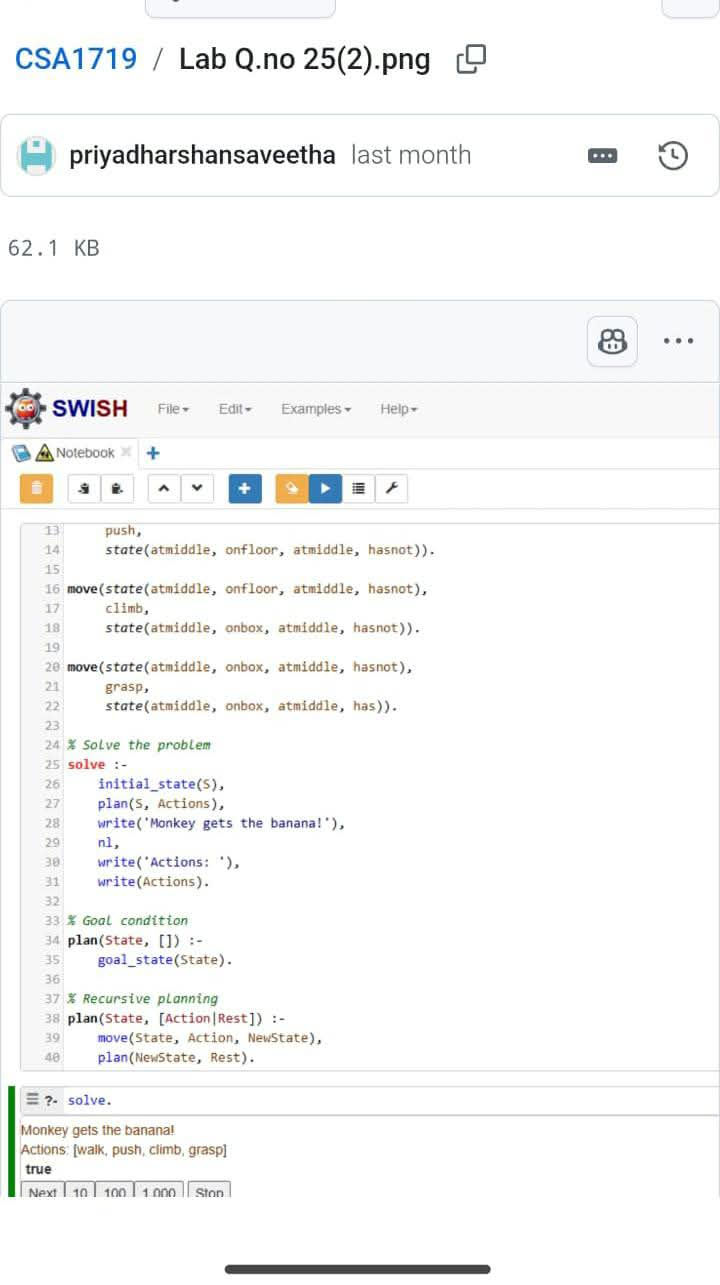 CSA1719 / Lab Q.no 25(2).png
priyadharshansaveetha last month
62.1 KB
SWISH File Edit Examples Help
Notebook
13 push,
14 state(atmiddle, onfloor, atmiddle, hasnot)).
15
16 move(state(atmiddle, onfloor, atmiddle, hasnot),
17 climb,
18 state(atmiddle, onbox, atmiddle, hasnot)).
19
20 move(state(atmiddle, onbox, atmiddle, hasnot),
21 grasp,
22 state(atmiddle, onbox, atmiddle, has)).
23
24 % Solve the problem
25 solve :-
26 initial_state(S),
27 plan(S, Actions),
28 write('Monkey gets the banana!'),
29 nl,
30 write('Actions: '),
31 write(Actions).
32
33 % Goal condition
34 plan(State, []) :-
35 goal_state(State).
36
37 % Recursive planning
38 plan(State, [Action|Rest]) :-
39 move(State, Action, NewState),
40 plan(NewState, Rest).
?- solve.
Monkey gets the banana!
Actions: [walk, push, climb, grasp]
true
Next 10 100 1,000 Stop